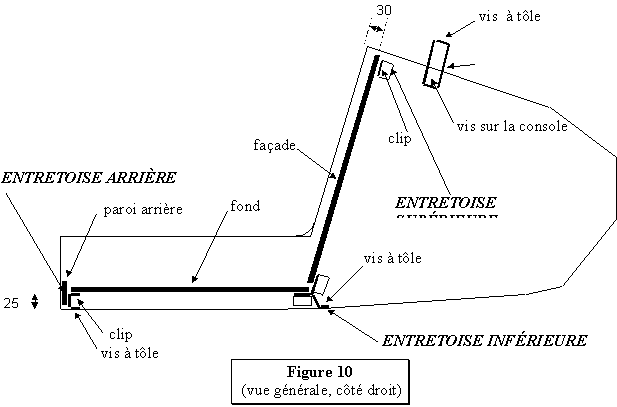 30
vis à tôle
vis sur la console
clip
façade
ENTRETOISE ARRIÈRE
paroi arrière
fond
ENTRETOISE
SUPÉRIEURE
vis à tôle
25
clip
vis à tôle
ENTRETOISE INFÉRIEURE
Figure 10
(vue générale, côté droit)